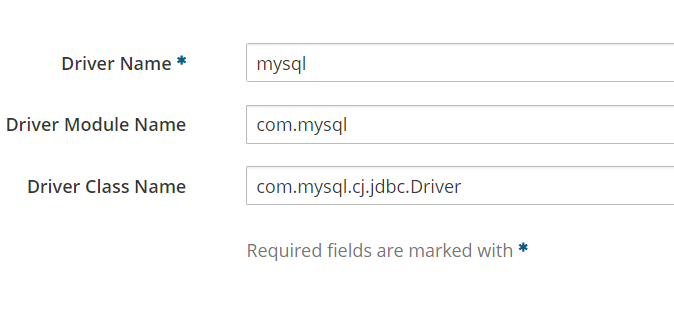 Driver Name * mysql
Driver Module Name com.mysql
Driver Class Name com.mysql.cj.jdbc.Driver
Required fields are marked with *